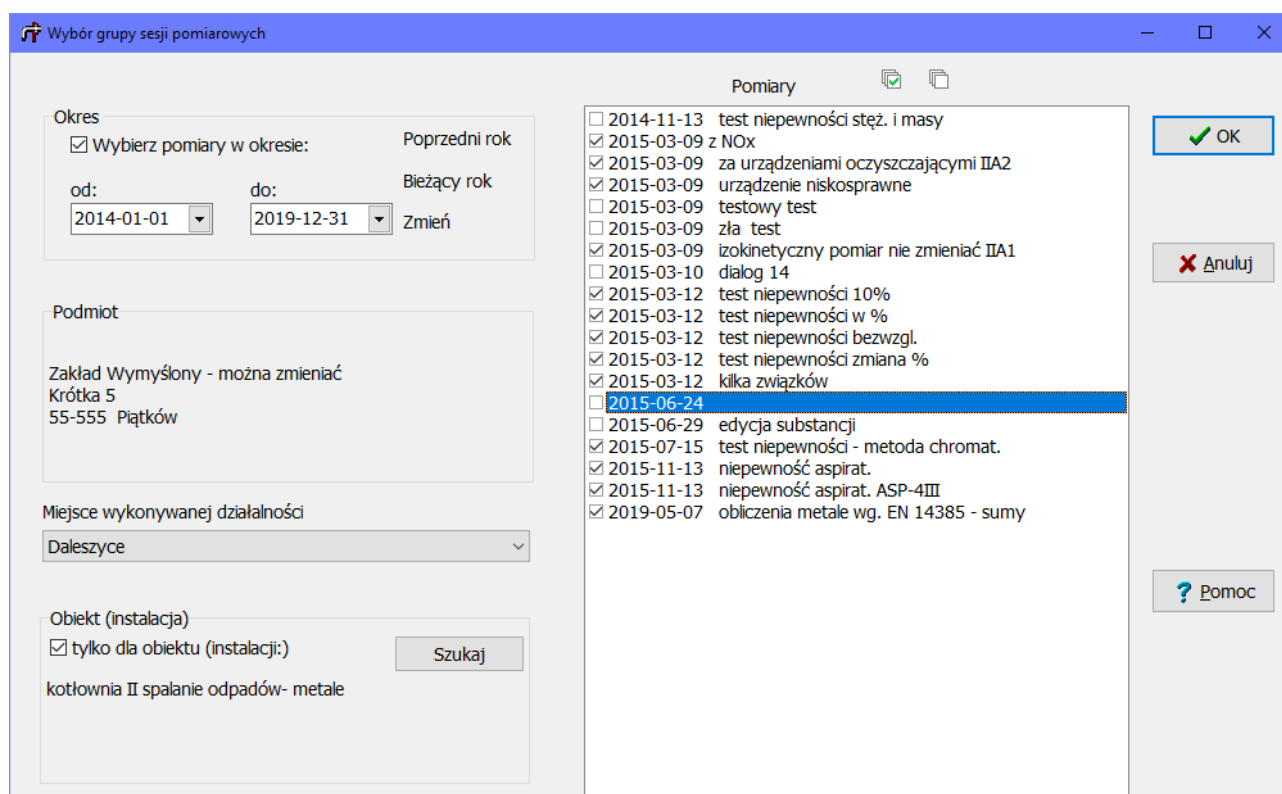 Wybór grupy sesji pomiarowych
Okres
Wybierz pomiary w okresie:
Poprzedni rok
Bieżący rok
od:
do:
2014-01-01
2019-12-31
Zmień
Podmiot
Zakład Wymyślony - można zmieniać
Krótka 5
55-555 Piątków
Miejsce wykonywanej działalności
Daleszyce
Obiekt (instalacja)
tylko dla obiektu (instalacji:)
Szukaj
kotłownia II spalanie odpadów- metale
Pomiary
2014-11-13 test niepewności stęż. i masy
2015-03-09 z NOx
2015-03-09 za urządzeniami oczyszczającymi IIA2
2015-03-09 urządzenie niskosprawne
2015-03-09 testowy test
2015-03-09 zła test
2015-03-09 izokinetyczny pomiar nie zmieniać IIA1
2015-03-10 dialog 14
2015-03-12 test niepewności 10%
2015-03-12 test niepewności w %
2015-03-12 test niepewności bezwzgl.
2015-03-12 test niepewności zmiana %
2015-03-12 kilka związków
2015-06-24
2015-06-29 edycja substancji
2015-07-15 test niepewności - metoda chromat.
2015-11-13 niepewność aspirat.
2015-11-13 niepewność aspirat. ASP-4III
2019-05-07 obliczenia metale wg. EN 14385 - sumy
OK
Anuluj
? Pomoc